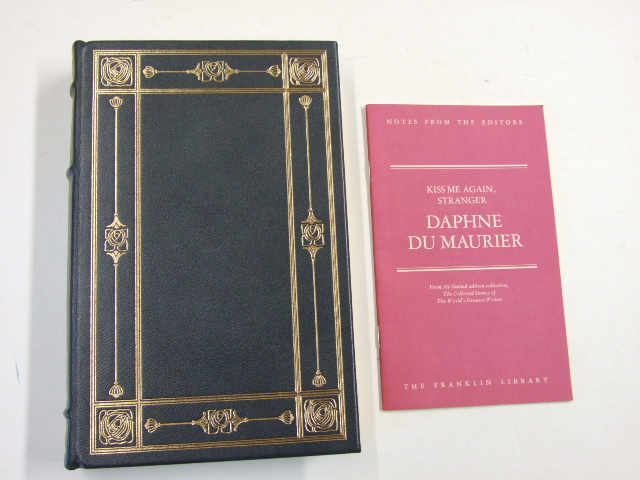 NOTES FROM THE EDITORS
KISS ME AGAIN,
STRANGER
DAPHNE
DU MAURIER
From the limited edition collection,
The Collected Stories of
The World's Greatest Writers
THE FRANKLIN LIBRARY